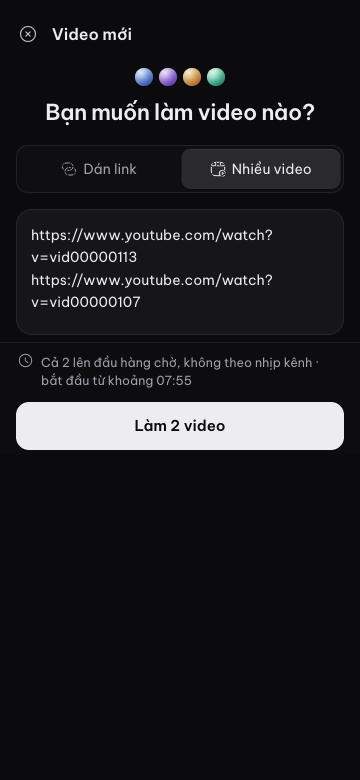 Video mới
Bạn muốn làm video nào?
Dán link
Nhiều video
https://www.youtube.com/watch?
v=vid00000113
https://www.youtube.com/watch?
v=vid00000107
Cả 2 lên đầu hàng chờ, không theo nhịp kênh ·
bắt đầu từ khoảng 07:55
Làm 2 video